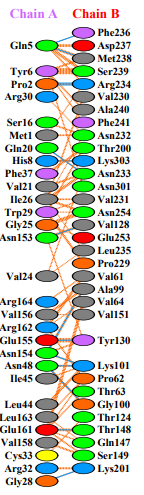 Chain A Chain B
Phe236
Gln5 Asp237
Met238
Tyr6 Ser239
Pro2 Arg234
Arg30 Val230
Ala240
Ser16 Phe241
Met1 Asn232
Gln20 Thr200
His8 Lys303
Phe37 Asn233
Val21 Asn301
Ile26 Val231
Trp29 Asn254
Gly25 Val128
Asn153 Glu253
Leu235
Pro229
Val24 Val61
Ala99
Arg164 Val64
Val156 Val151
Arg162
Glu155 Tyr130
Asn154
Asn48 Lys101
Ile45 Pro62
Thr63
Leu44 Gly100
Leu163 Thr124
Glu161 Thr148
Val158 Gln147
Cys33 Ser149
Arg32 Lys201
Gly28